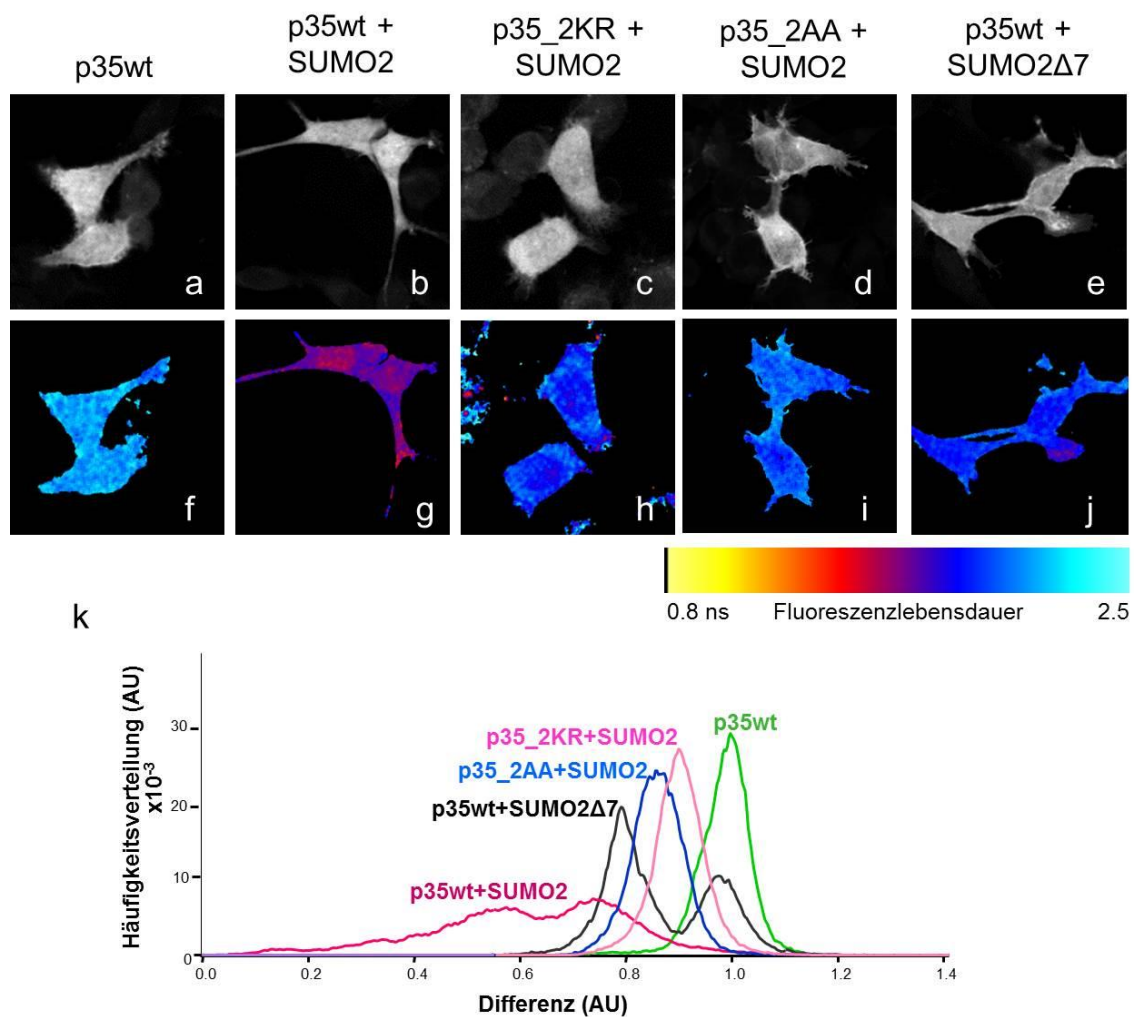 p35wt
p35wt +
SUMO2
p35_2KR +
SUMO2
p35_2AA +
SUMO2
p35wt +
SUMO2Δ7
a
b
c
d
e
f
g
h
i
j
0.8 ns Fluoreszenzlebensdauer 2.5
k
Häufigkeitsverteilung (AU)
x10-3
30
20
10
0
p35wt
p35_2KR+SUMO2
p35_2AA+SUMO2
p35wt+SUMO2Δ7
p35wt+SUMO2
0.0 0.2 0.4 0.6 0.8 1.0 1.2 1.4
Differenz (AU)